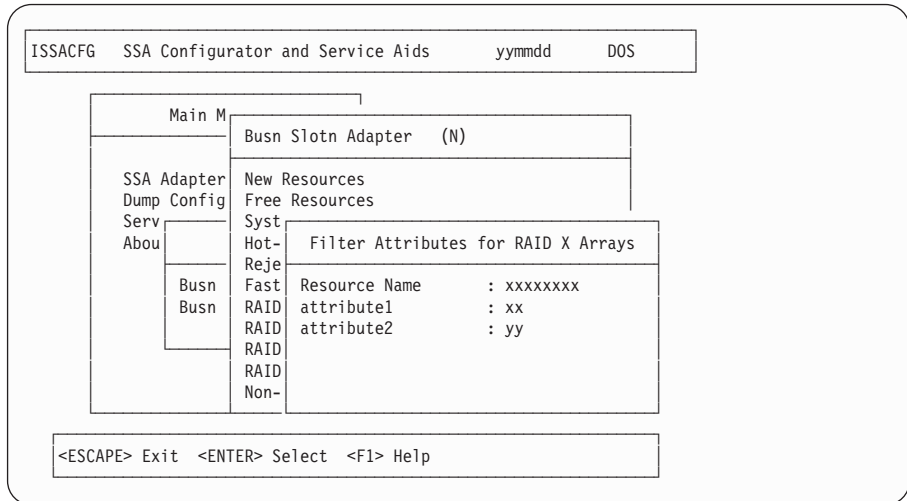 ISSACFG SSA Configurator and Service Aids yymmdd DOS
Main M
Busn Slotn Adapter (N)
SSA Adapter
New Resources
Dump Config
Free Resources
Serv
Syst
Abou
Hot-
Filter Attributes for RAID X Arrays
Reje
Busn
Fast
Resource Name : xxxxxxxx
Busn
RAID
attribute1 : xx
RAID
attribute2 : yy
RAID
RAID
Non-
<ESCAPE> Exit <ENTER> Select <F1> Help